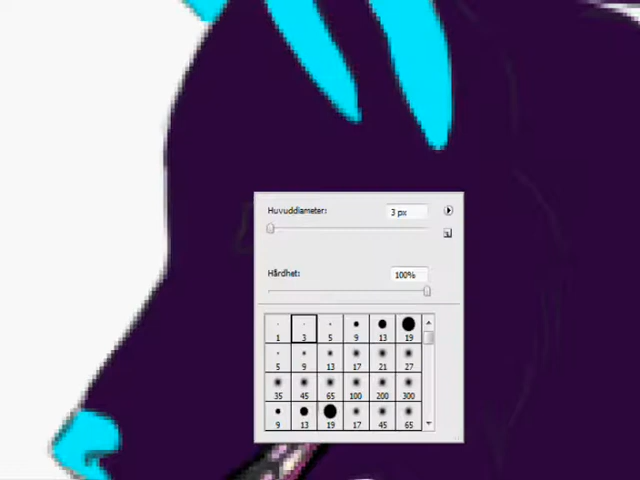 Huvuddiameter: 3 px
Hårdhet: 100%
1 3 5 9 13 19
5 9 13 17 21 27
35 45 65 100 200 300
9 13 19 17 45 65